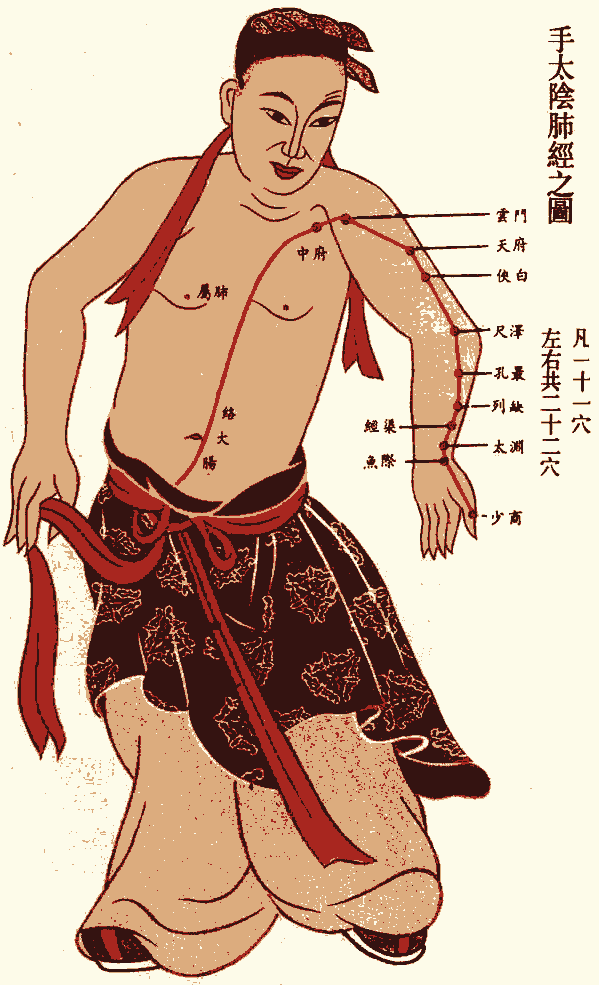 手太陰肺經之圖
凡一十一穴
左右共二十二穴
雲門
天府
俠白
尺澤
孔最
列缺
經渠
太淵
魚際
少商
中府
屬肺
絡
大
腸